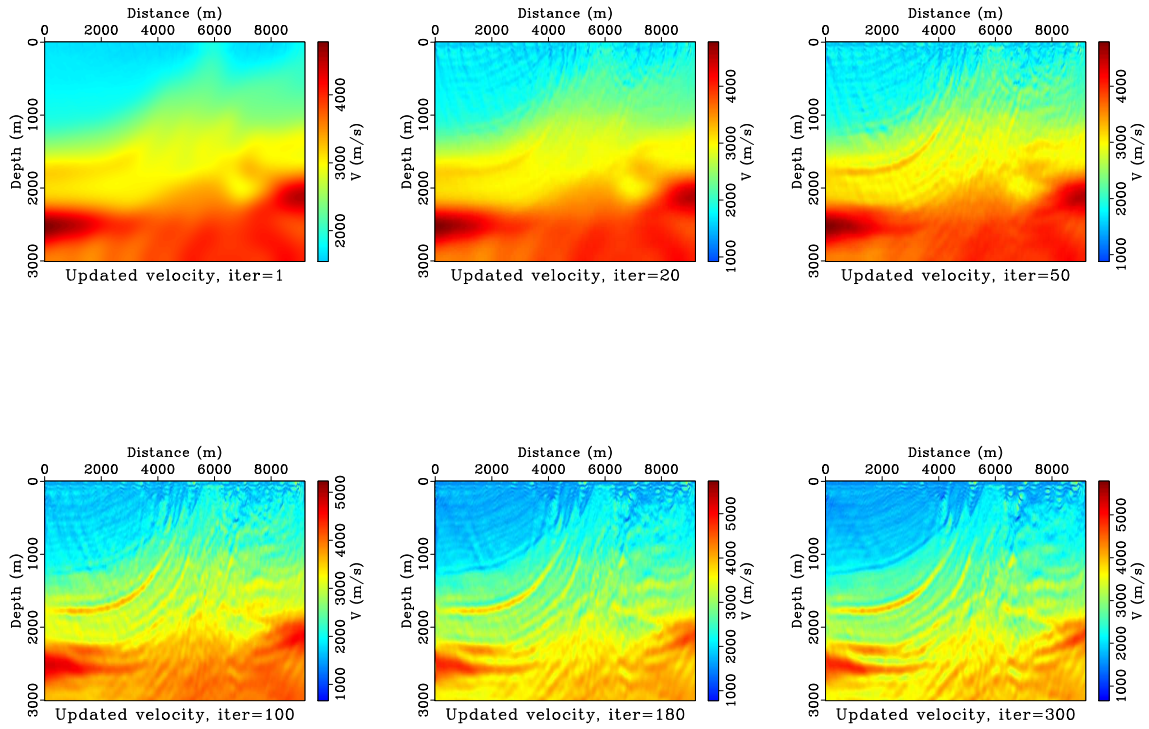 Distance (m)
0 2000 4000 6000 8000
Depth (m)
0 1000 2000 3000
V (m/s)
2000 3000 4000
Updated velocity, iter=1
Distance (m)
0 2000 4000 6000 8000
Depth (m)
0 1000 2000 3000
V (m/s)
1000 2000 3000 4000
Updated velocity, iter=20
Distance (m)
0 2000 4000 6000 8000
Depth (m)
0 1000 2000 3000
V (m/s)
1000 2000 3000 4000
Updated velocity, iter=50
Distance (m)
0 2000 4000 6000 8000
Depth (m)
0 1000 2000 3000
V (m/s)
1000 2000 3000 4000 5000
Updated velocity, iter=100
Distance (m)
0 2000 4000 6000 8000
Depth (m)
0 1000 2000 3000
V (m/s)
1000 2000 3000 4000 5000
Updated velocity, iter=180
Distance (m)
0 2000 4000 6000 8000
Depth (m)
0 1000 2000 3000
V (m/s)
1000 2000 3000 4000 5000
Updated velocity, iter=300